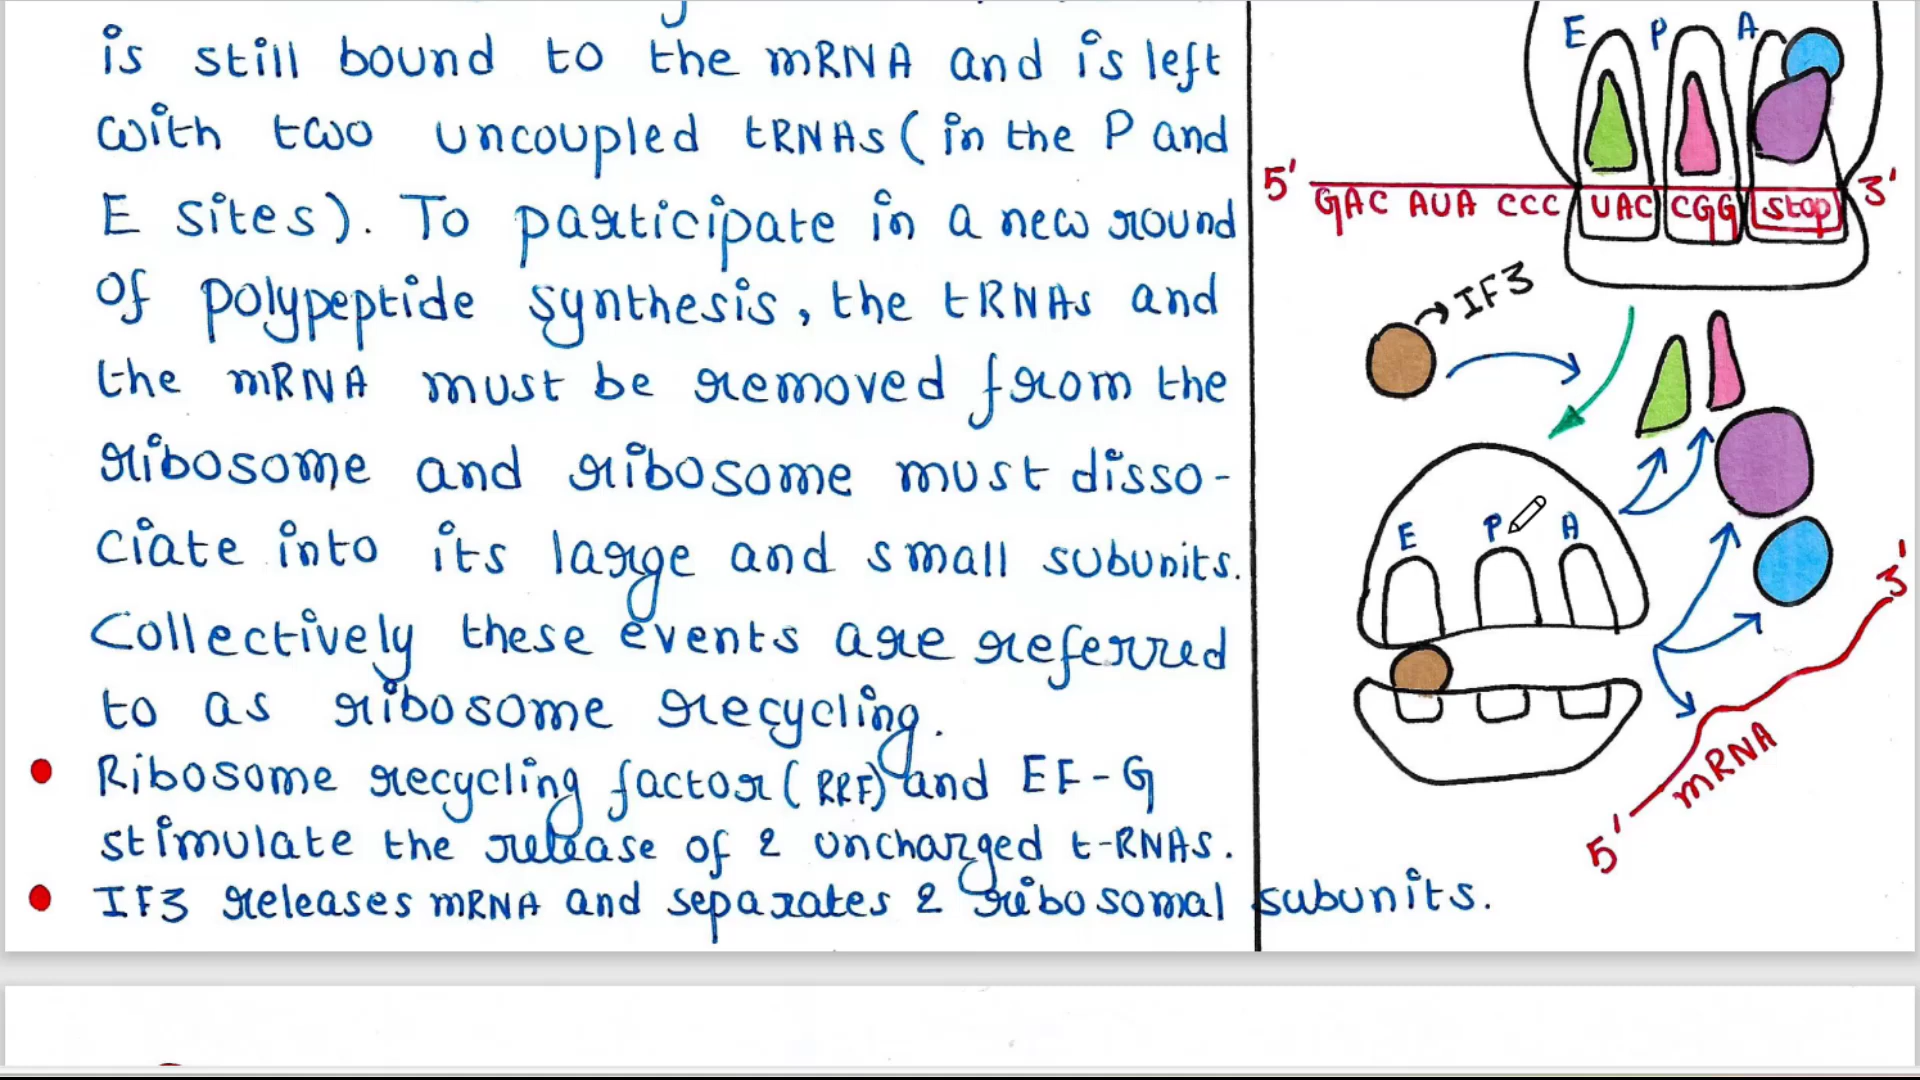 is still bound to the mRNA and is left
with two uncoupled tRNAs (in the P and
E sites). To participate in a new round
of polypeptide synthesis, the tRNAs and
the mRNA must be removed from the
ribosome and ribosome must disso-
ciate into its large and small subunits.
Collectively these events are referred
to as ribosome recycling.
Ribosome recycling factor (RRF) and EF-G
stimulate the release of 2 uncharged t-RNAs.
IF3 releases mRNA and separates 2 ribosomal subunits.
E P A
5' 3'
GAC AUA CCC UAC CGG Stop
IF3
E P A
3'
mRNA
5'